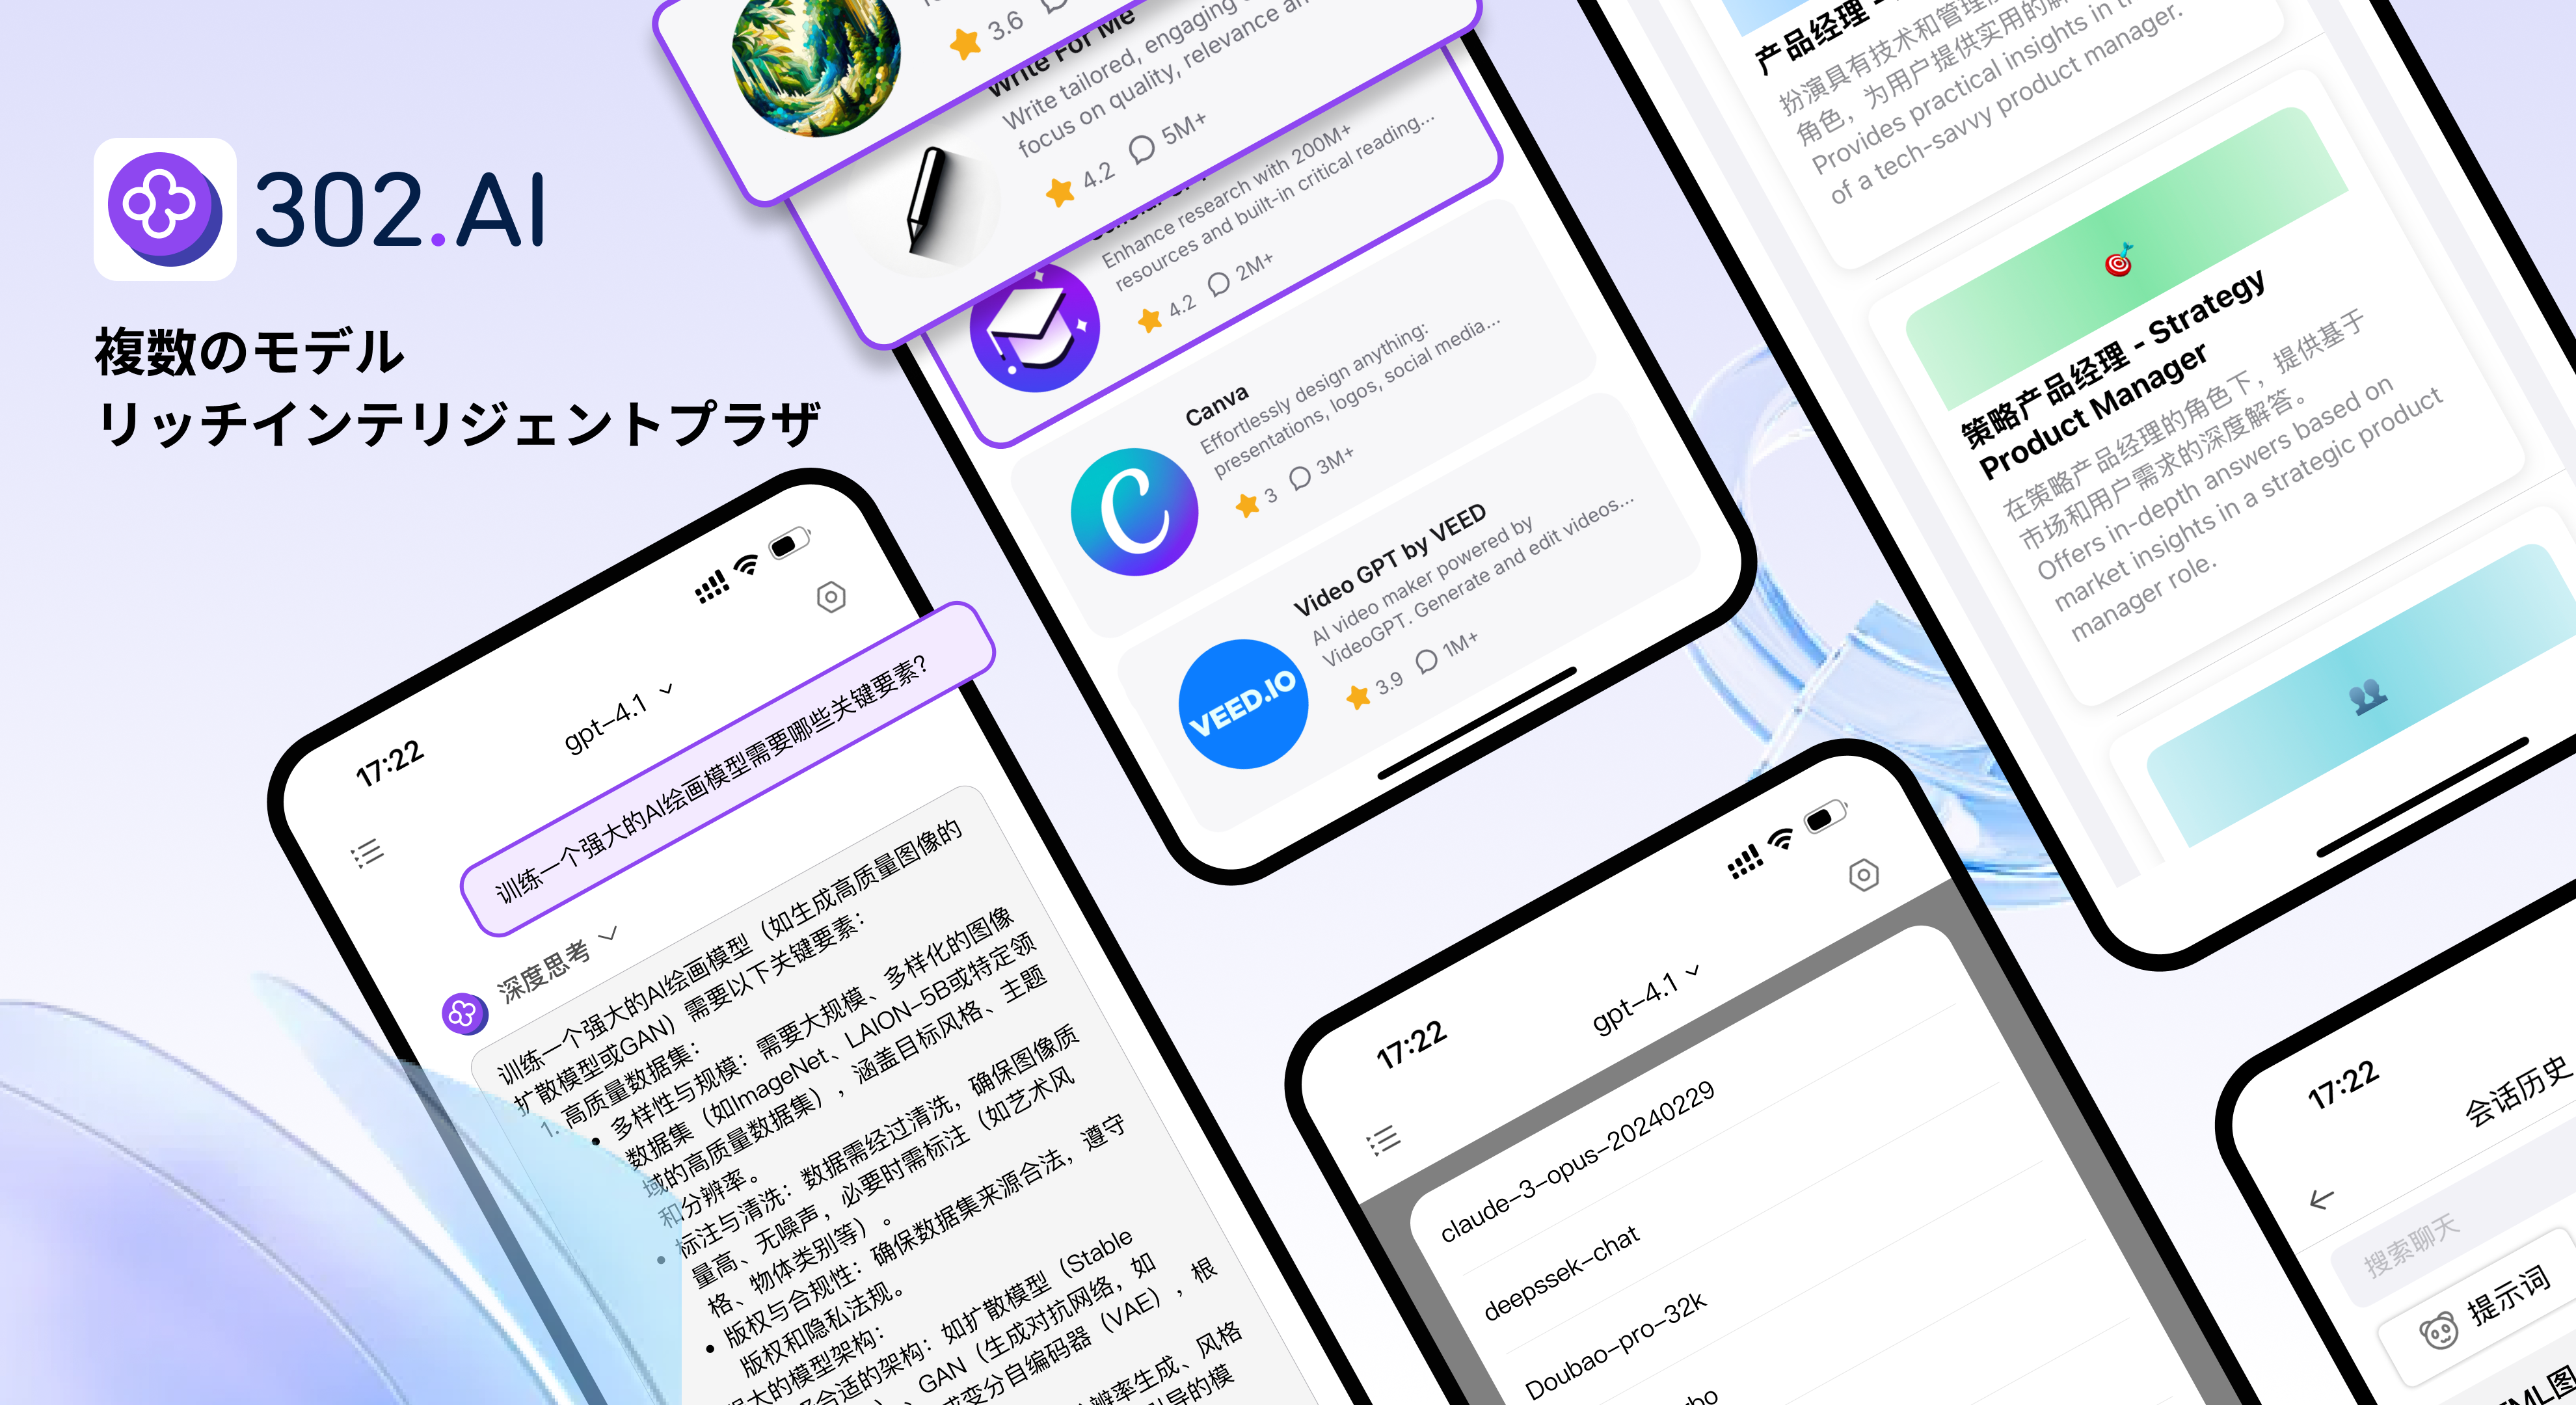 302.AI
複数のモデル
リッチインテリジェントプラザ
3.6
Write For Me
Write tailored, engaging
focus on quality, relevance
4.2 5M+
Enhance research with 200M+
resources and built-in critical reading...
4.2 2M+
Canva
Effortlessly design anything:
presentations, logos, social media...
3 3M+
Video GPT by VEED
AI video maker powered by
VideoGPT. Generate and edit videos...
3.9 1M+
VEED.IO
产品经理 -
扮演具有技术和管理
角色，为用户提供实用的
Provides practical insights in
of a tech-savvy product manager.
策略产品经理 - Strategy
Product Manager
在策略产品经理的角色下，提供基于
市场和用户需求的深度解答。
Offers in-depth answers based on
market insights in a strategic product
manager role.
17:22
gpt-4.1
训练一个强大的AI绘画模型需要哪些关键要素？
深度思考
训练一个强大的AI绘画模型（如生成高质量图像的
扩散模型或GAN）需要以下关键要素：
1. 高质量数据集：
• 多样性与规模：需要大规模、多样化的图像
数据集（如ImageNet、LAION-5B或特定领
域的高质量数据集），涵盖目标风格、主题
和分辨率。
• 标注与清洗：数据需经过清洗，确保图像质
量高、无噪声，必要时需标注（如艺术风
格、物体类别等）。
• 版权与合规性：确保数据集来源合法，遵守
版权和隐私法规。
大的模型架构：
合适的架构：如扩散模型（Stable
）、GAN（生成对抗网络，如
或变分自编码器（VAE），根
辨率生成、风格
导的模
17:22
gpt-4.1
claude-3-opus-20240229
deepssek-chat
Doubao-pro-32k
17:22
会话历史
搜索聊天
提示词